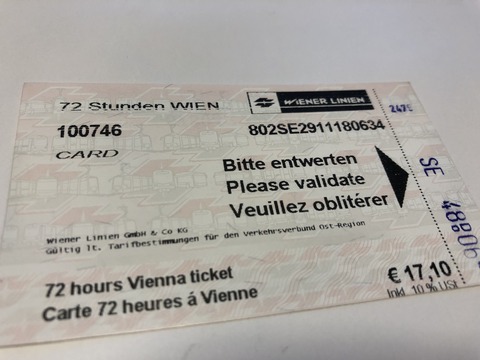 72 Stunden WIEN
WIENER LINIEN
100746
802SE2911180634
CARD
Bitte entwerten
Please validate
Veuillez oblitérer
Wiener Linien GmbH & Co KG
Gültig lt. Tarifbestimmungen für den Verkehrsverbund Ost-Region
72 hours Vienna ticket
Carte 72 heures á Vienne
€ 17,10
Inkl. 10 % USt
SE